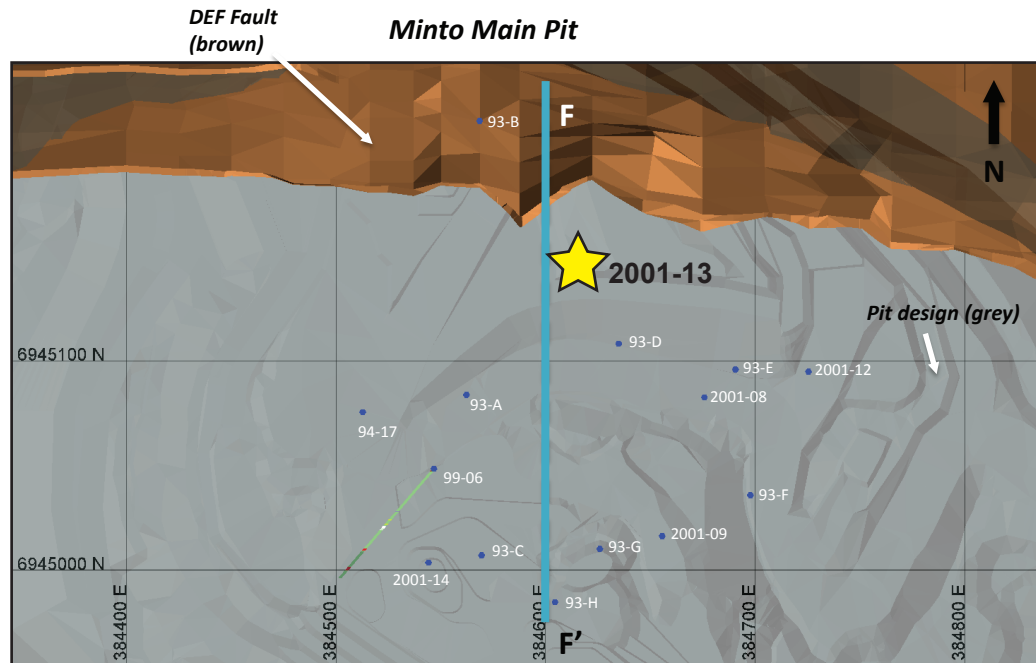 DEF Fault
(brown)
Minto Main Pit
93-B
F
N
2001-13
Pit design (grey)
6945100 N
93-D
93-E
2001-12
2001-08
93-A
94-17
99-06
93-F
2001-09
93-G
93-C
2001-14
6945000 N
93-H
F'
384400 E
384500 E
384600 E
384700 E
384800 E